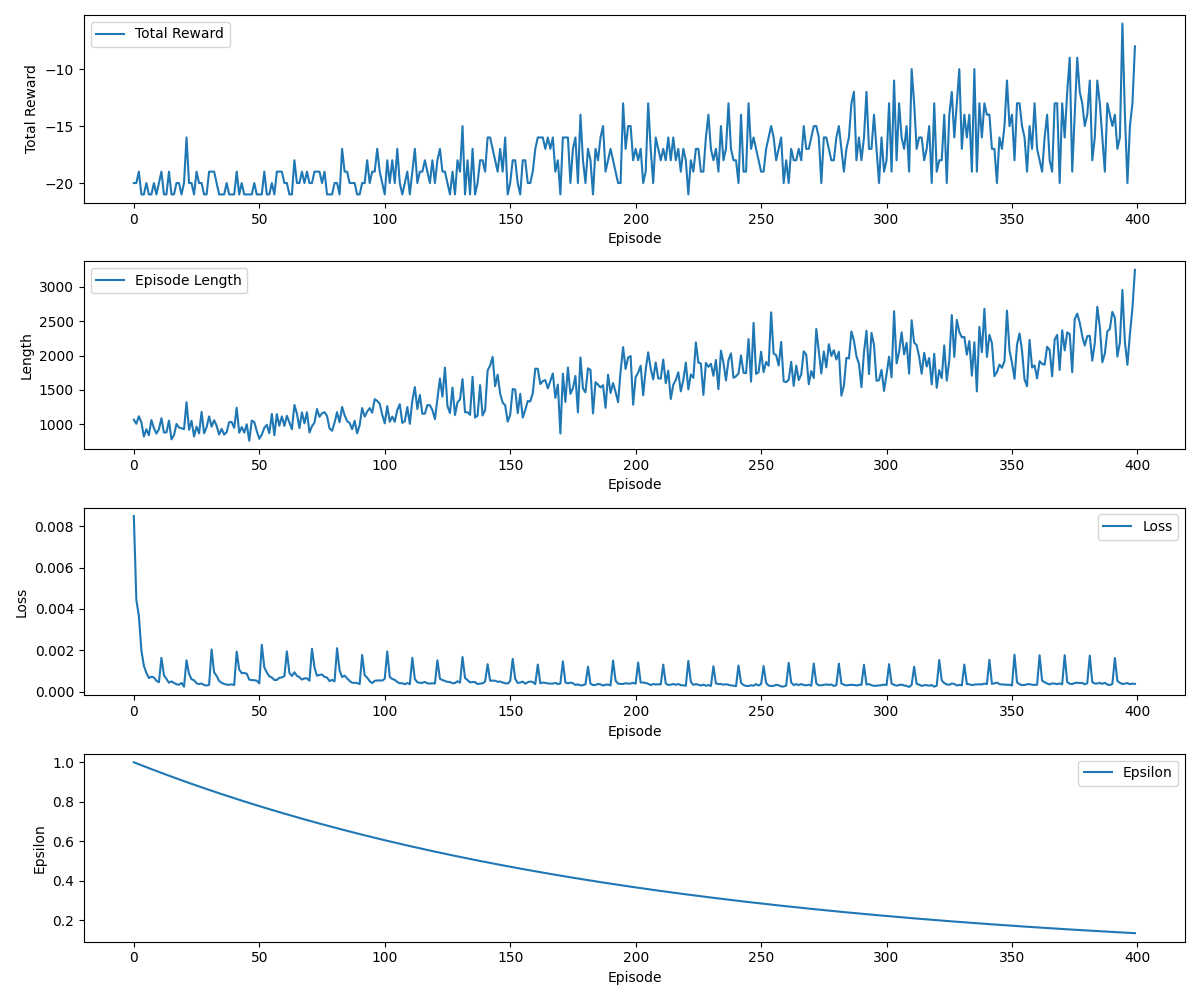 Total Reward
Total Reward
−10
−15
−20
0 50 100 150 200 250 300 350 400
Episode
Episode Length
Length
3000
2500
2000
1500
1000
0 50 100 150 200 250 300 350 400
Episode
Loss
Loss
0.008
0.006
0.004
0.002
0.000
0 50 100 150 200 250 300 350 400
Episode
Epsilon
Epsilon
1.0
0.8
0.6
0.4
0.2
0 50 100 150 200 250 300 350 400
Episode